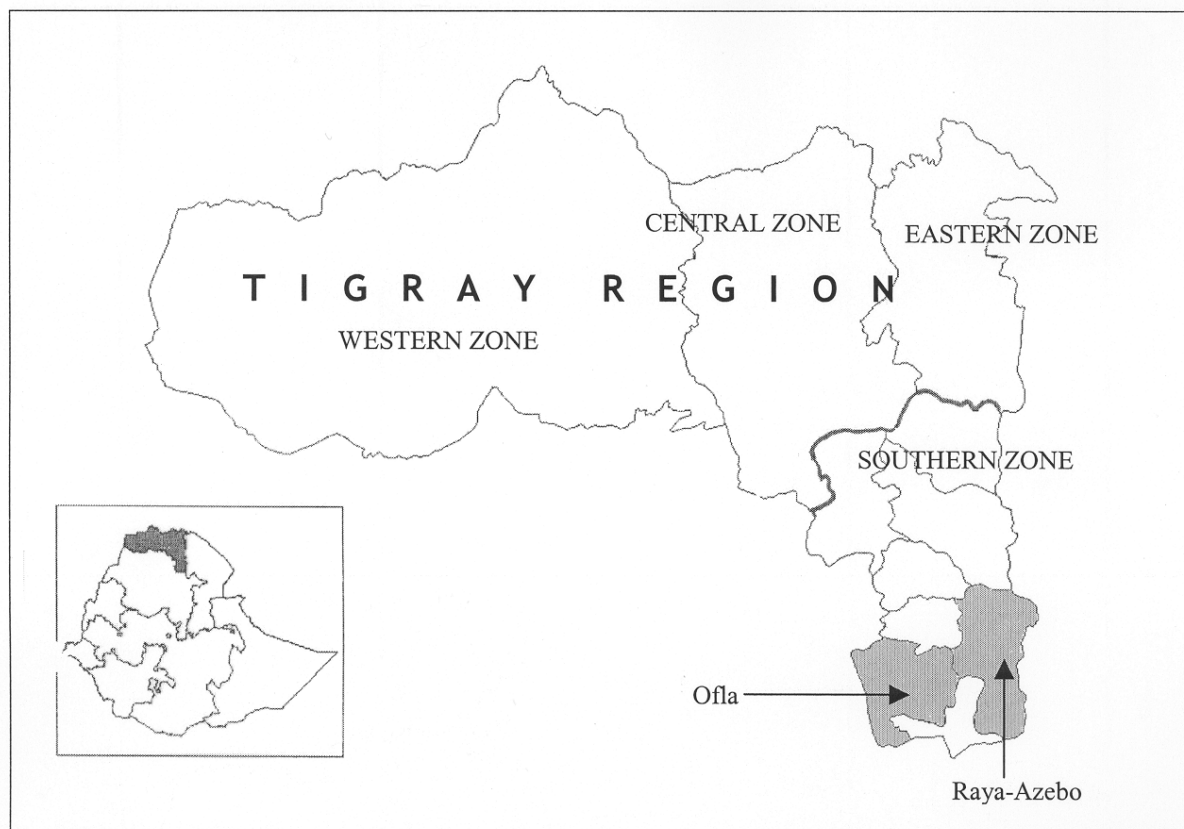 CENTRAL ZONE
EASTERN ZONE
TIGRAY REGION
WESTERN ZONE
SOUTHERN ZONE
Ofla
Raya-Azebo